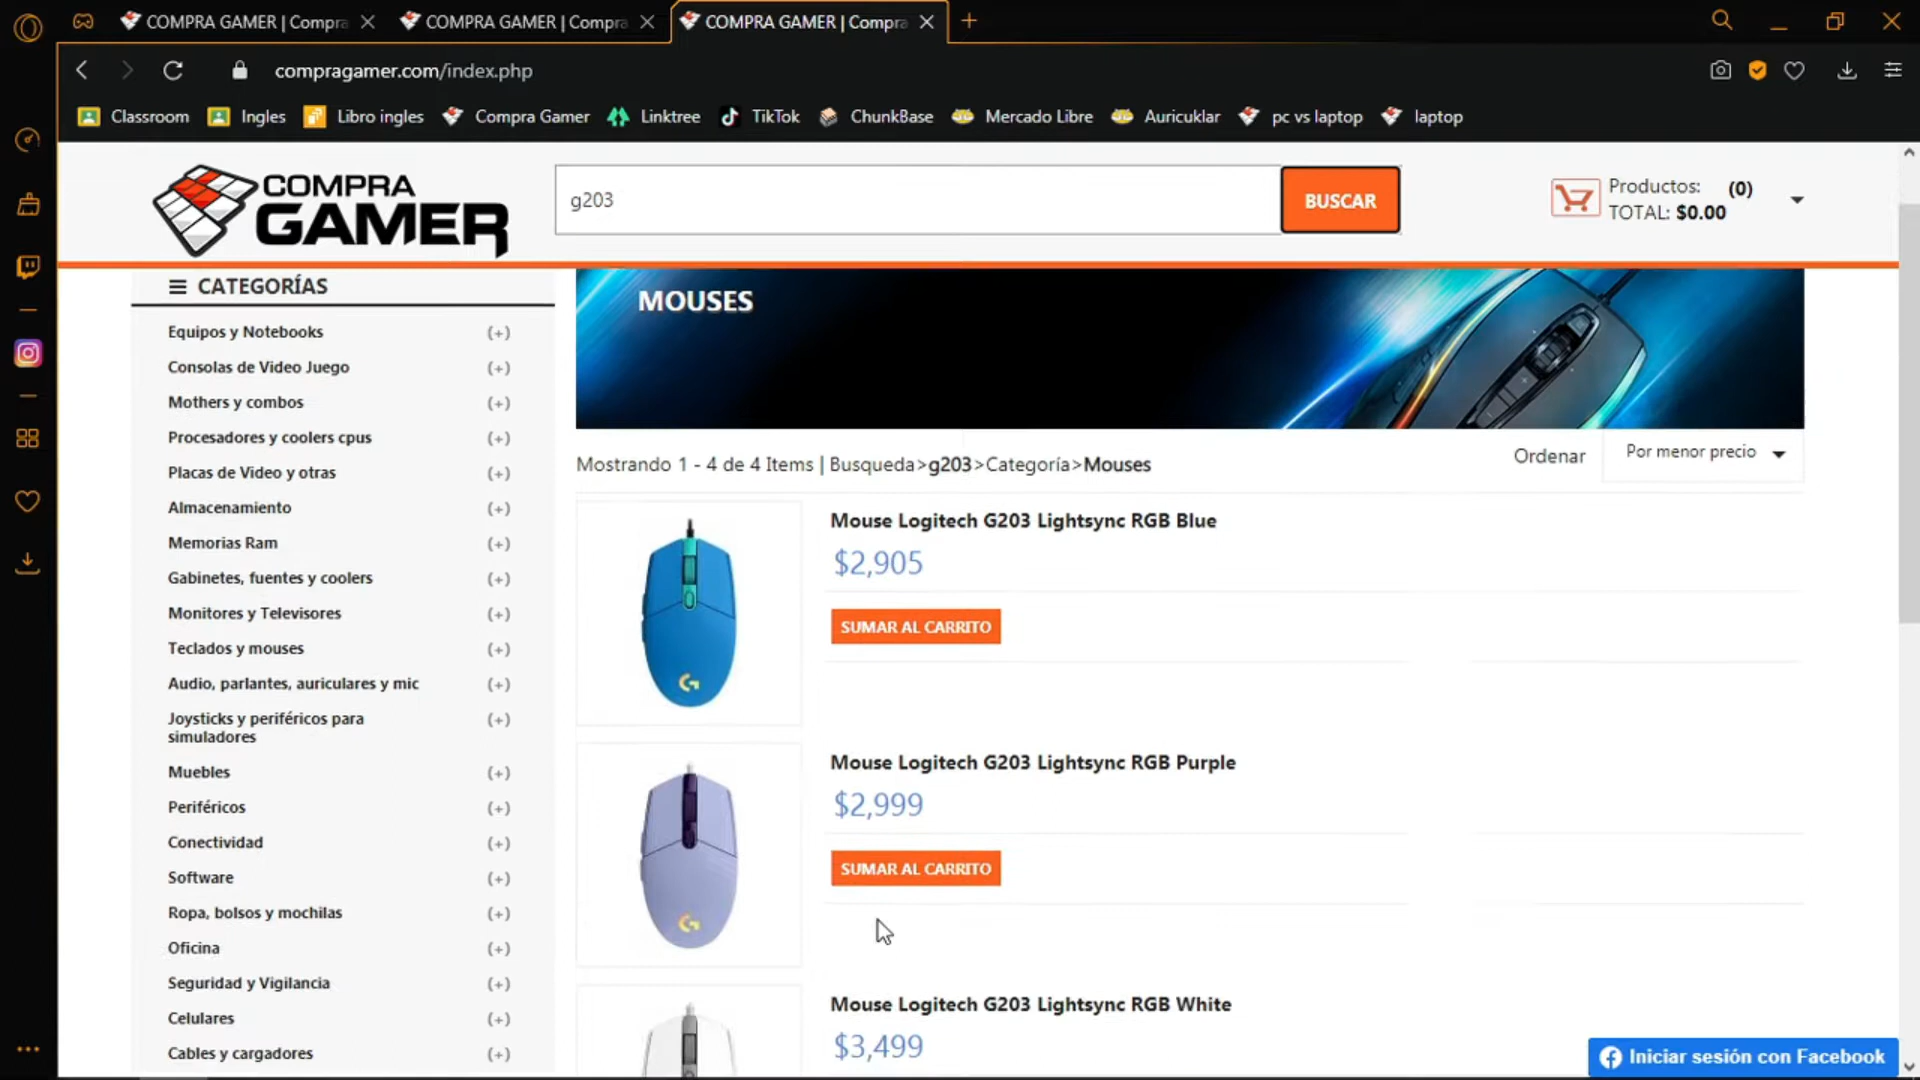 COMPRA GAMER | Compra
COMPRA GAMER | Compra
COMPRA GAMER | Compra
compragamer.com/index.php
Classroom
Ingles
Libro ingles
Compra Gamer
Linktree
TikTok
ChunkBase
Mercado Libre
Auricuklar
pc vs laptop
laptop
COMPRA
GAMER
g203
BUSCAR
Productos: (0)
TOTAL: $0.00
CATEGORÍAS
Equipos y Notebooks (+)
Consolas de Video Juego (+)
Mothers y combos (+)
Procesadores y coolers cpus (+)
Placas de Video y otras (+)
Almacenamiento (+)
Memorias Ram (+)
Gabinetes, fuentes y coolers (+)
Monitores y Televisores (+)
Teclados y mouses (+)
Audio, parlantes, auriculares y mic (+)
Joysticks y periféricos para (+)
simuladores
Muebles (+)
Periféricos (+)
Conectividad (+)
Software (+)
Ropa, bolsos y mochilas (+)
Oficina (+)
Seguridad y Vigilancia (+)
Celulares (+)
Cables y cargadores (+)
MOUSES
Mostrando 1 - 4 de 4 Items | Busqueda>g203>Categoría>Mouses
Ordenar
Por menor precio
Mouse Logitech G203 Lightsync RGB Blue
$2,905
SUMAR AL CARRITO
Mouse Logitech G203 Lightsync RGB Purple
$2,999
SUMAR AL CARRITO
Mouse Logitech G203 Lightsync RGB White
$3,499
Iniciar sesión con Facebook